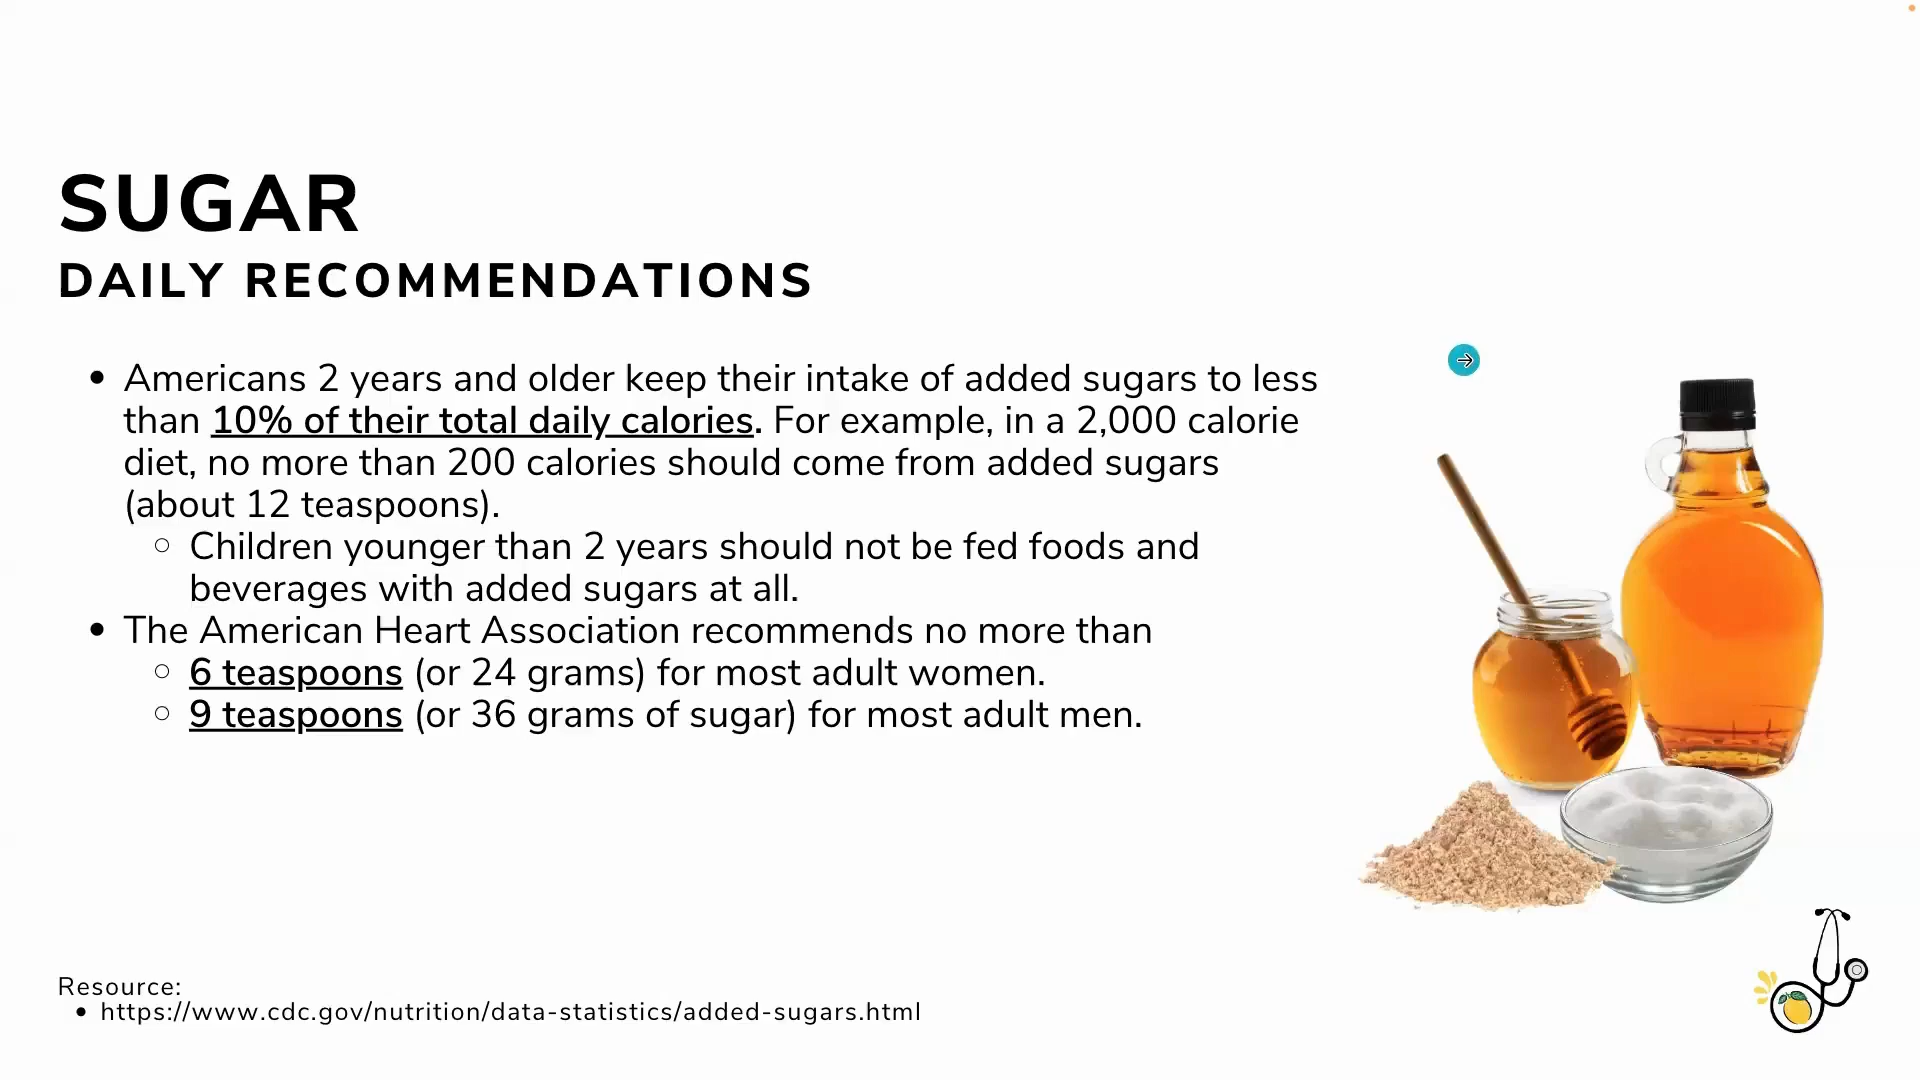 SUGAR
DAILY RECOMMENDATIONS
• Americans 2 years and older keep their intake of added sugars to less
than 10% of their total daily calories. For example, in a 2,000 calorie
diet, no more than 200 calories should come from added sugars
(about 12 teaspoons).
○ Children younger than 2 years should not be fed foods and
beverages with added sugars at all.
• The American Heart Association recommends no more than
○ 6 teaspoons (or 24 grams) for most adult women.
○ 9 teaspoons (or 36 grams of sugar) for most adult men.
Resource:
• https://www.cdc.gov/nutrition/data-statistics/added-sugars.html